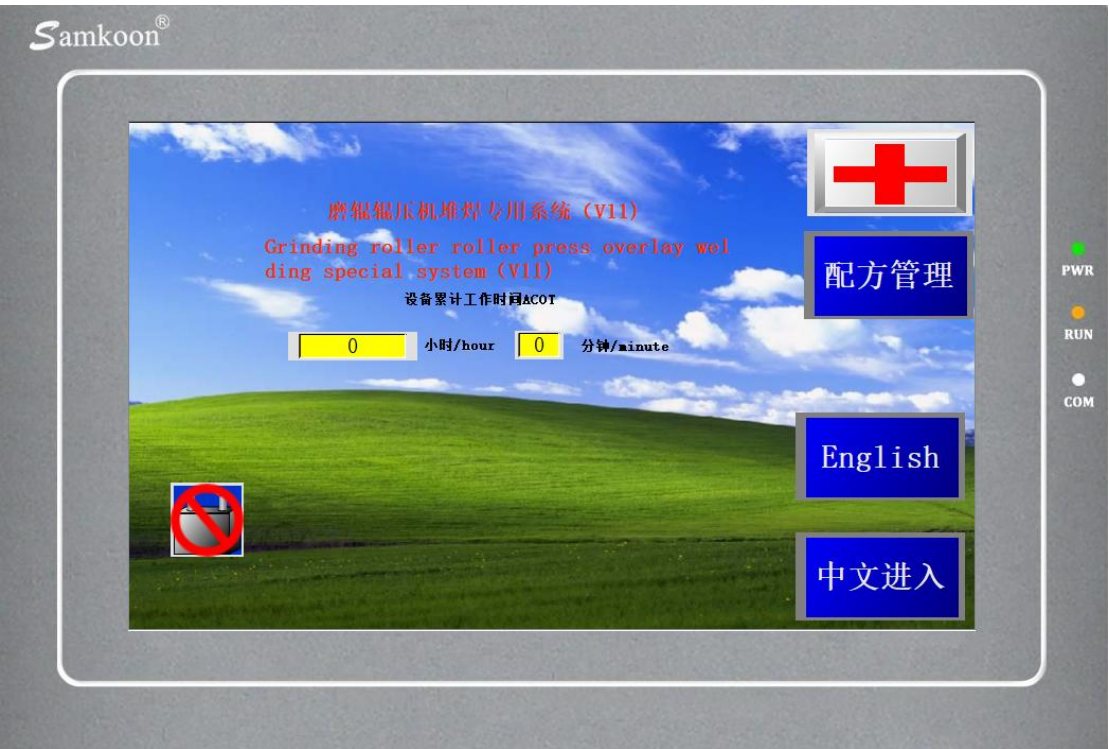 Samkoon®
磨辊辊压机堆焊专用系统 (V11)
Grinding roller roller press overlay wel
ding special system (V11)
设备累计工作时间ACOT
0 小时/hour 0 分钟/minute
配方管理
English
中文进入
PWR
RUN
COM